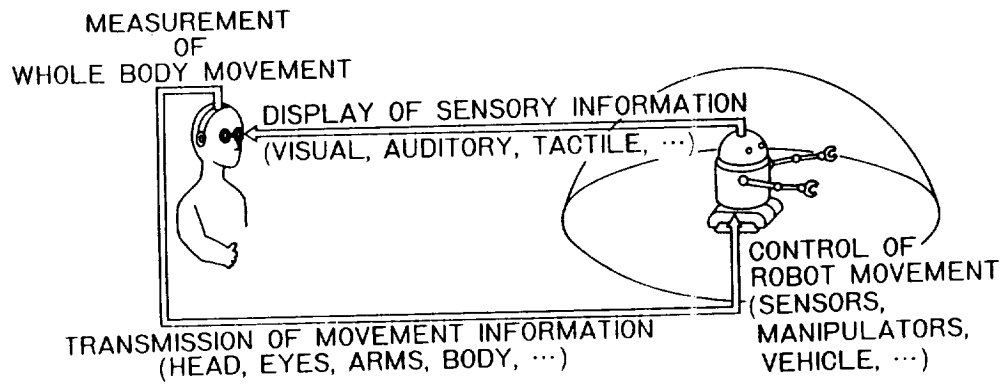 MEASUREMENT
OF
WHOLE BODY MOVEMENT
DISPLAY OF SENSORY INFORMATION
(VISUAL, AUDITORY, TACTILE, ···)
CONTROL OF
ROBOT MOVEMENT
(SENSORS,
MANIPULATORS,
VEHICLE, ···)
TRANSMISSION OF MOVEMENT INFORMATION
(HEAD, EYES, ARMS, BODY, ···)